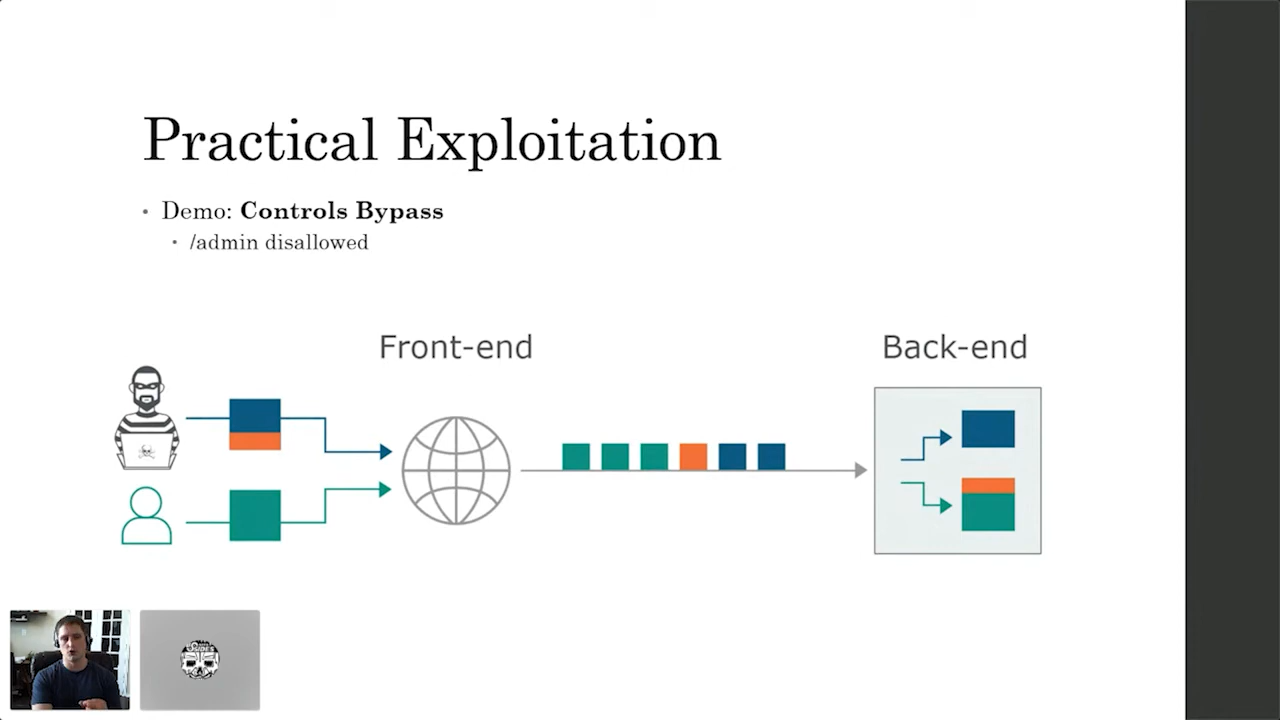 Practical Exploitation
• Demo: Controls Bypass
• /admin disallowed
Front-end
Back-end